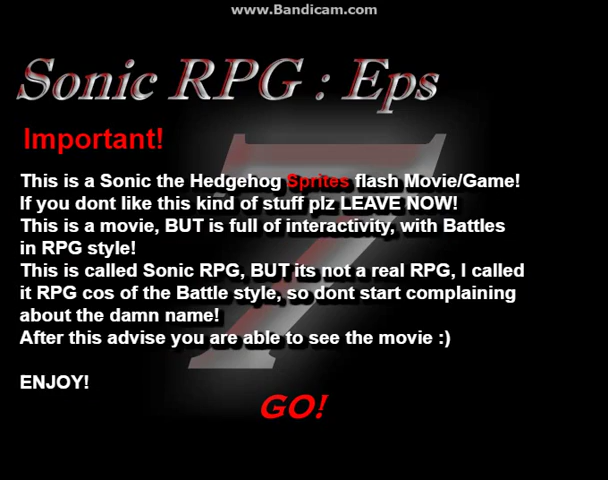 www.Bandicam.com
Sonic RPG : Eps
7
Important!
This is a Sonic the Hedgehog Sprites flash Movie/Game!
If you dont like this kind of stuff plz LEAVE NOW!
This is a movie, BUT is full of interactivity, with Battles
in RPG style!
This is called Sonic RPG, BUT its not a real RPG, I called
it RPG cos of the Battle style, so dont start complaining
about the damn name!
After this advise you are able to see the movie :)
ENJOY!
GO!